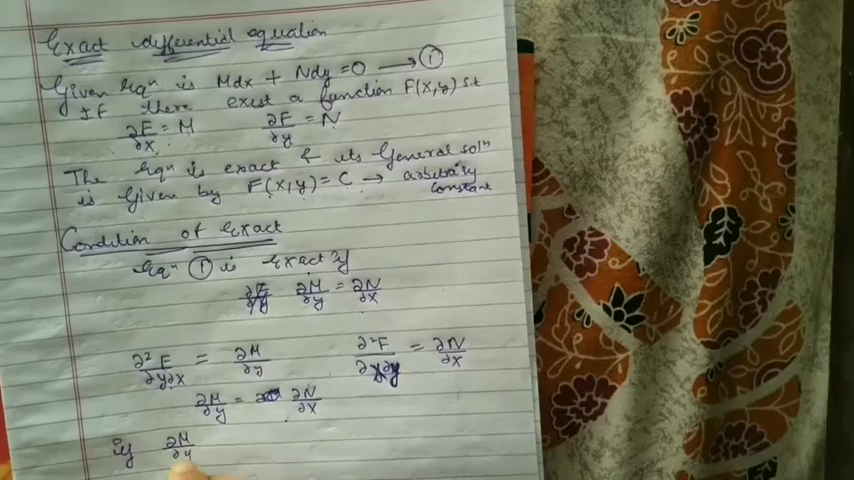 Exact differential equation
Given Eqⁿ is Mdx + Ndy = 0 → ①
If there exist a function F(x,y) s.t
∂F/∂x = M    ∂F/∂y = N
The Eqⁿ is exact & its General solⁿ
is Given by F(x,y) = C → arbitrary
constant
Condition of Exact
Eqⁿ ① is Exact if
∂M/∂y = ∂N/∂x
∂²F/∂y∂x = ∂M/∂y    ∂²F/∂x∂y = ∂N/∂x
∂M/∂y = ∂N/∂x
if ∂M/∂y